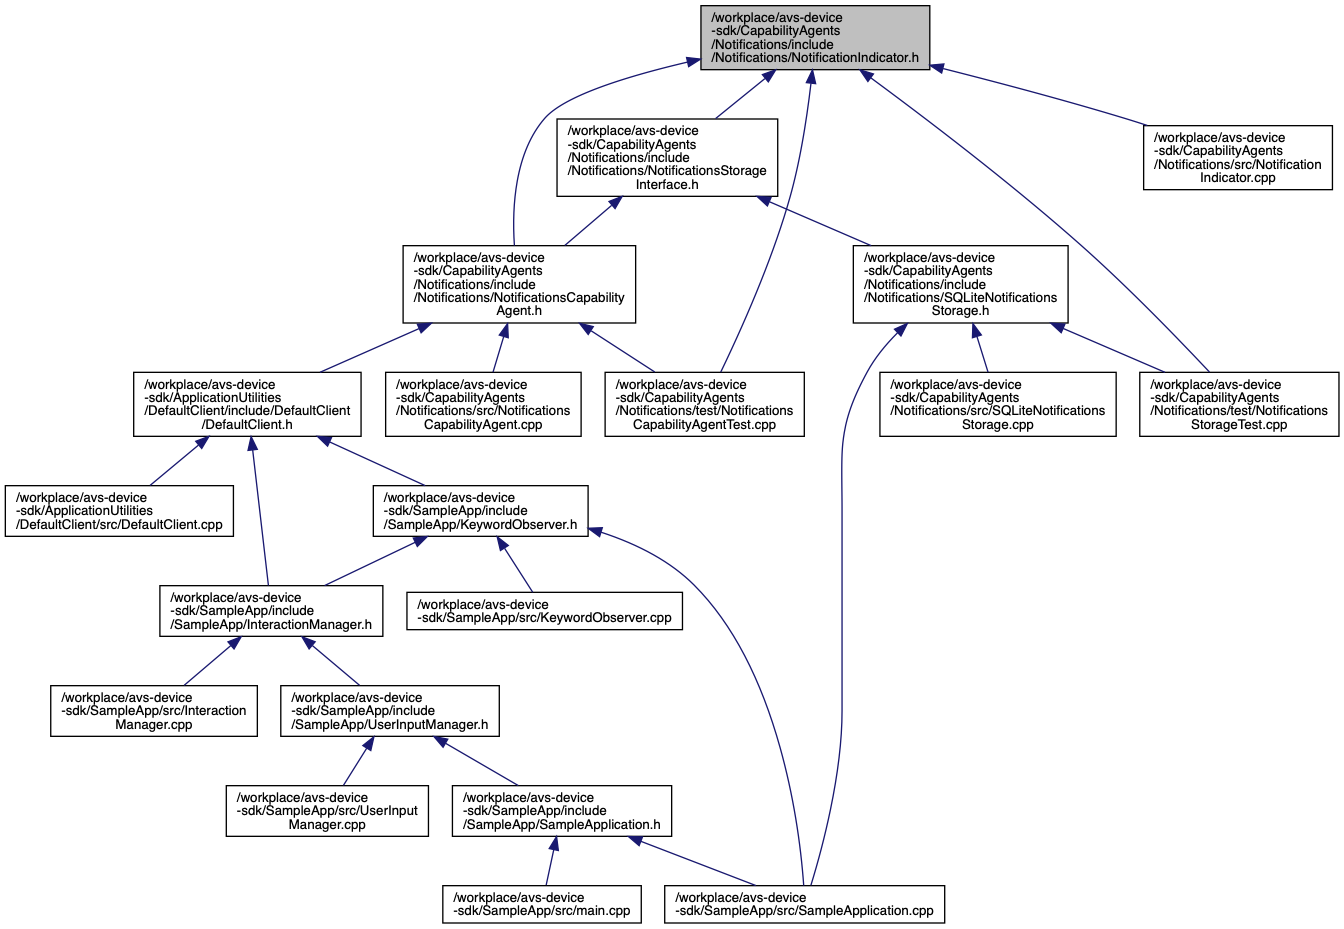 /workplace/avs-device
-sdk/CapabilityAgents
/Notifications/include
/Notifications/NotificationIndicator.h
/workplace/avs-device
-sdk/CapabilityAgents
/Notifications/include
/Notifications/NotificationsStorage
Interface.h
/workplace/avs-device
-sdk/CapabilityAgents
/Notifications/src/Notification
Indicator.cpp
/workplace/avs-device
-sdk/CapabilityAgents
/Notifications/include
/Notifications/NotificationsCapability
Agent.h
/workplace/avs-device
-sdk/CapabilityAgents
/Notifications/include
/Notifications/SQLiteNotifications
Storage.h
/workplace/avs-device
-sdk/ApplicationUtilities
/DefaultClient/include/DefaultClient
/DefaultClient.h
/workplace/avs-device
-sdk/CapabilityAgents
/Notifications/src/Notifications
CapabilityAgent.cpp
/workplace/avs-device
-sdk/CapabilityAgents
/Notifications/test/Notifications
CapabilityAgentTest.cpp
/workplace/avs-device
-sdk/CapabilityAgents
/Notifications/src/SQLiteNotifications
Storage.cpp
/workplace/avs-device
-sdk/CapabilityAgents
/Notifications/test/Notifications
StorageTest.cpp
/workplace/avs-device
-sdk/ApplicationUtilities
/DefaultClient/src/DefaultClient.cpp
/workplace/avs-device
-sdk/SampleApp/include
/SampleApp/KeywordObserver.h
/workplace/avs-device
-sdk/SampleApp/include
/SampleApp/InteractionManager.h
/workplace/avs-device
-sdk/SampleApp/src/KeywordObserver.cpp
/workplace/avs-device
-sdk/SampleApp/src/Interaction
Manager.cpp
/workplace/avs-device
-sdk/SampleApp/include
/SampleApp/UserInputManager.h
/workplace/avs-device
-sdk/SampleApp/src/UserInput
Manager.cpp
/workplace/avs-device
-sdk/SampleApp/include
/SampleApp/SampleApplication.h
/workplace/avs-device
-sdk/SampleApp/src/main.cpp
/workplace/avs-device
-sdk/SampleApp/src/SampleApplication.cpp